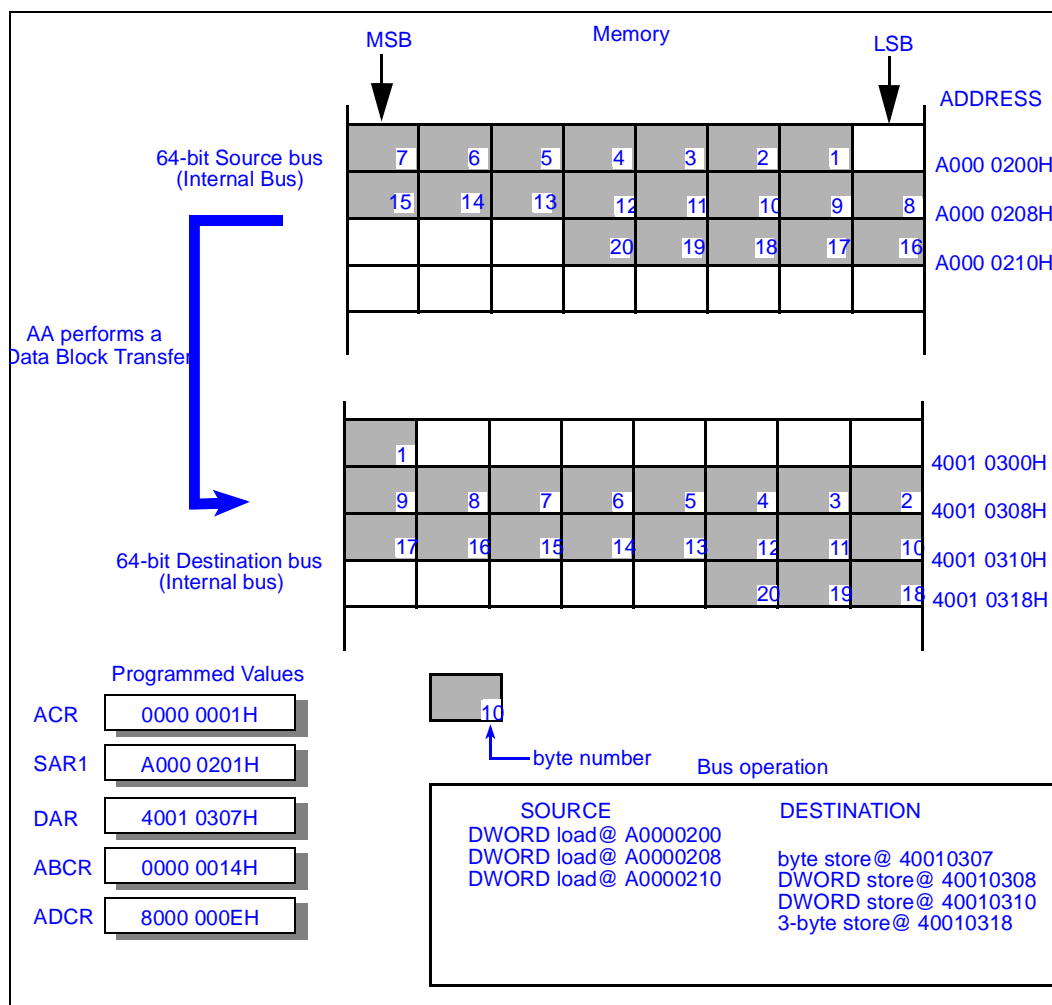 MSB Memory LSB
ADDRESS
64-bit Source bus
(Internal Bus)
7 6 5 4 3 2 1 A000 0200H
15 14 13 12 11 10 9 8 A000 0208H
20 19 18 17 16 A000 0210H
AA performs a
Data Block Transfer
1 4001 0300H
9 8 7 6 5 4 3 2 4001 0308H
17 16 15 14 13 12 11 10 4001 0310H
20 19 18 4001 0318H
64-bit Destination bus
(Internal bus)
Programmed Values
ACR 0000 0001H
SAR1 A000 0201H
DAR 4001 0307H
ABCR 0000 0014H
ADCR 8000 000EH
10
byte number
Bus operation
SOURCE
DWORD load@ A0000200
DWORD load@ A0000208
DWORD load@ A0000210
DESTINATION
byte store@ 40010307
DWORD store@ 40010308
DWORD store@ 40010310
3-byte store@ 40010318